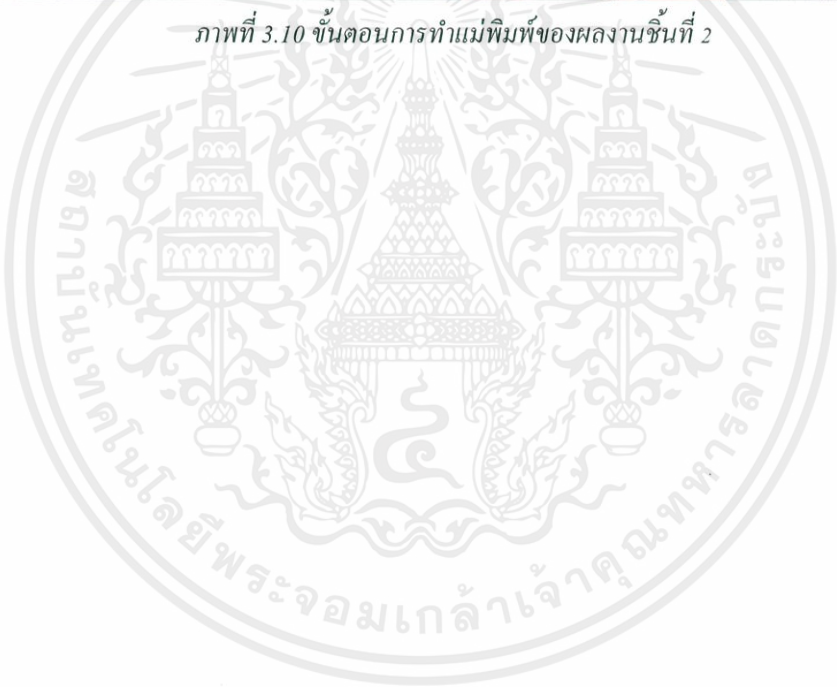 ภาพที่ 3.10 ขั้นตอนการทำแม่พิมพ์ของผลงานชิ้นที่ 2
สถาบันเทคโนโลยีพระจอมเกล้าเจ้าคุณทหารลาดกระบัง